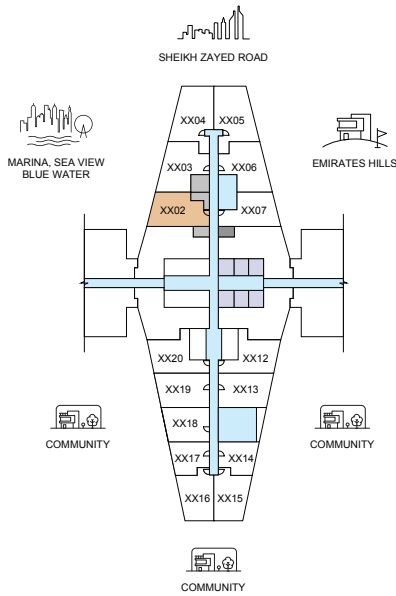 SHEIKH ZAYED ROAD
MARINA, SEA VIEW
BLUE WATER
EMIRATES HILLS
XX04
XX05
XX03
XX06
XX02
XX07
XX20
XX12
XX19
XX13
XX18
XX17
XX14
XX16
XX15
COMMUNITY
COMMUNITY
COMMUNITY